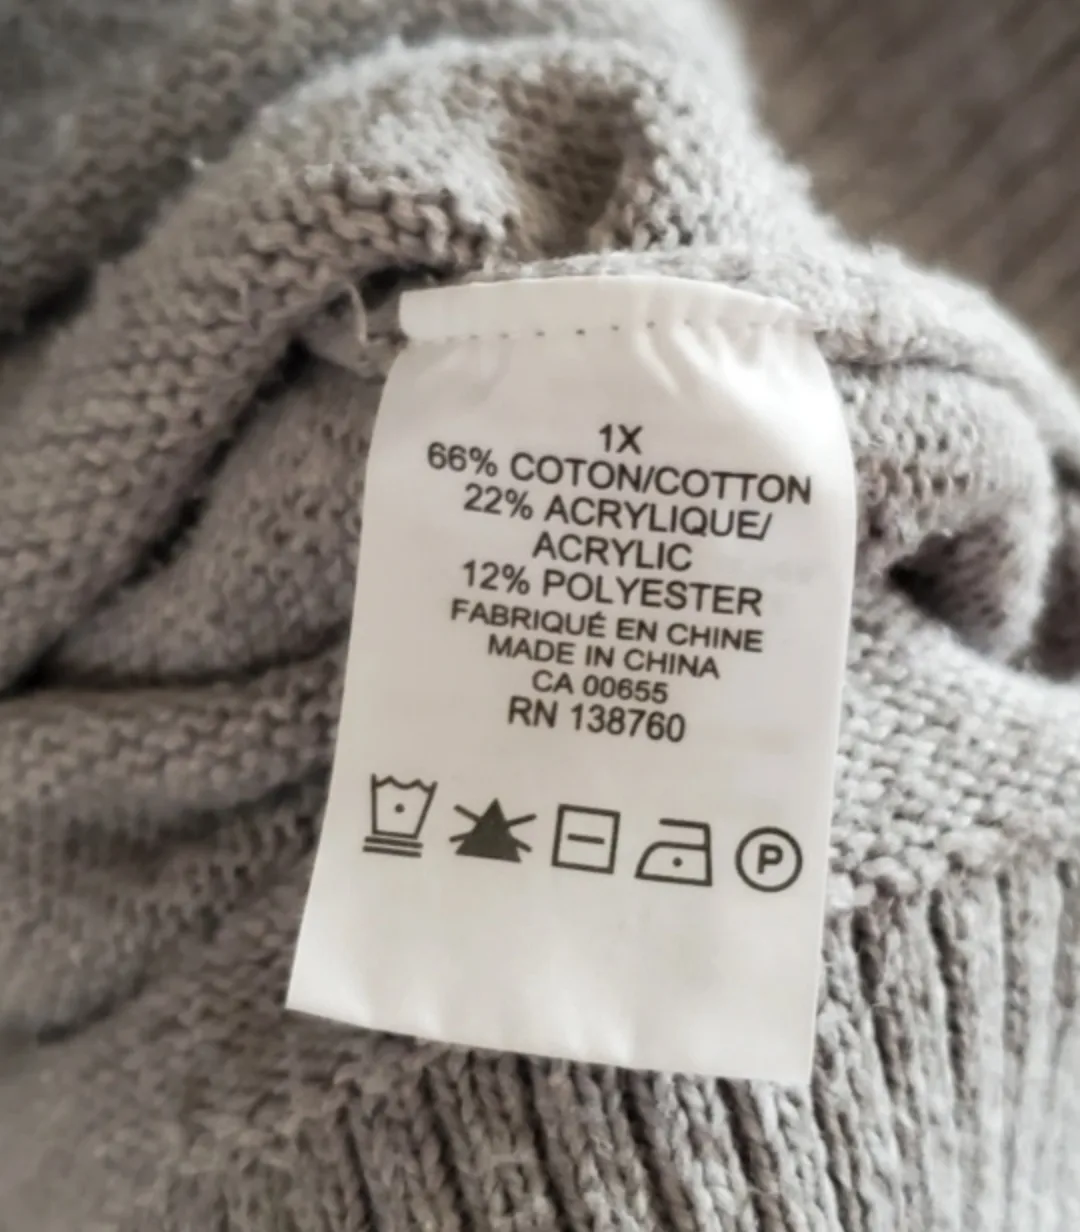 1X
66% COTON/COTTON
22% ACRYLIQUE/
ACRYLIC
12% POLYESTER
FABRIQUÉ EN CHINE
MADE IN CHINA
CA 00655
RN 138760
P